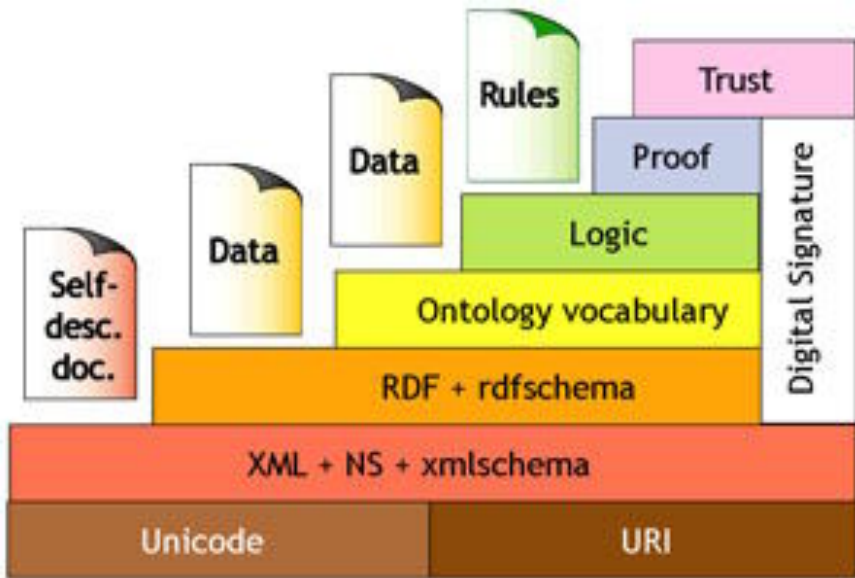 Trust
Rules
Proof
Data
Logic
Digital Signature
Data
Ontology vocabulary
Self-
desc.
doc.
RDF + rdfschema
XML + NS + xmlschema
Unicode
URI